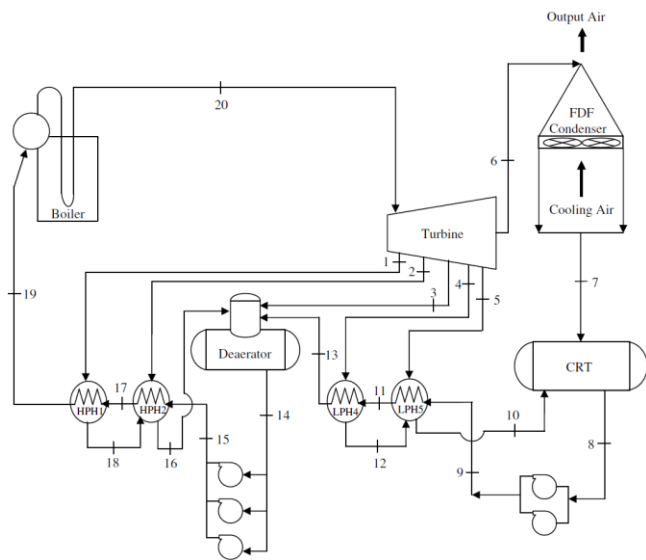 Output Air
20
FDF
Condenser
6
Cooling Air
Boiler
Turbine
1
2
3
4
5
7
19
Deaerator
13
CRT
17
HPH1
HPH2
14
11
LPH4
LPH5
10
8
15
18
16
12
9